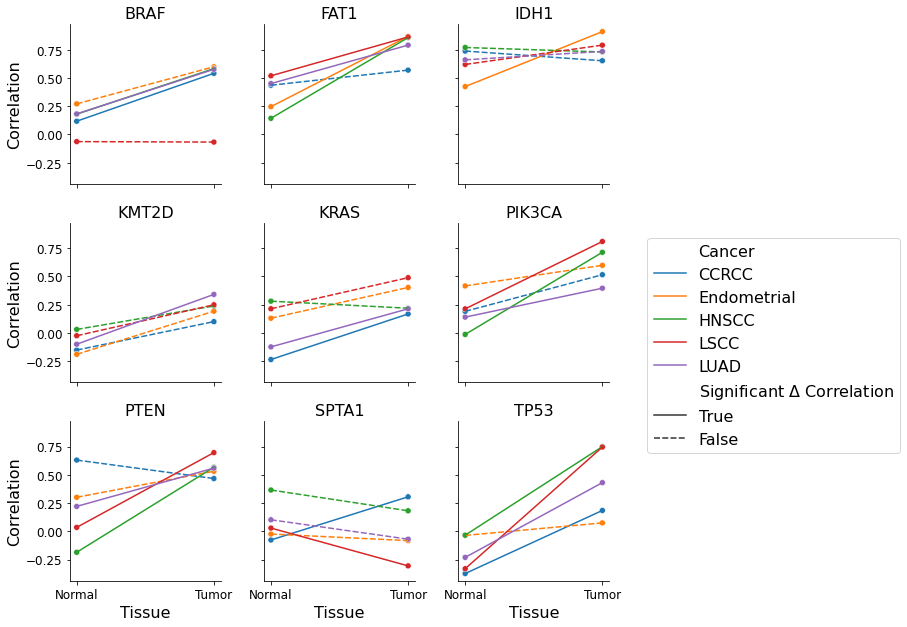 BRAF
FAT1
IDH1
Correlation
0.75
0.50
0.25
0.00
−0.25
KMT2D
KRAS
PIK3CA
Correlation
0.75
0.50
0.25
0.00
−0.25
PTEN
SPTA1
TP53
Correlation
0.75
0.50
0.25
0.00
−0.25
Normal
Tumor
Normal
Tumor
Normal
Tumor
Tissue
Tissue
Tissue
Cancer
CCRCC
Endometrial
HNSCC
LSCC
LUAD
Significant Δ Correlation
True
False